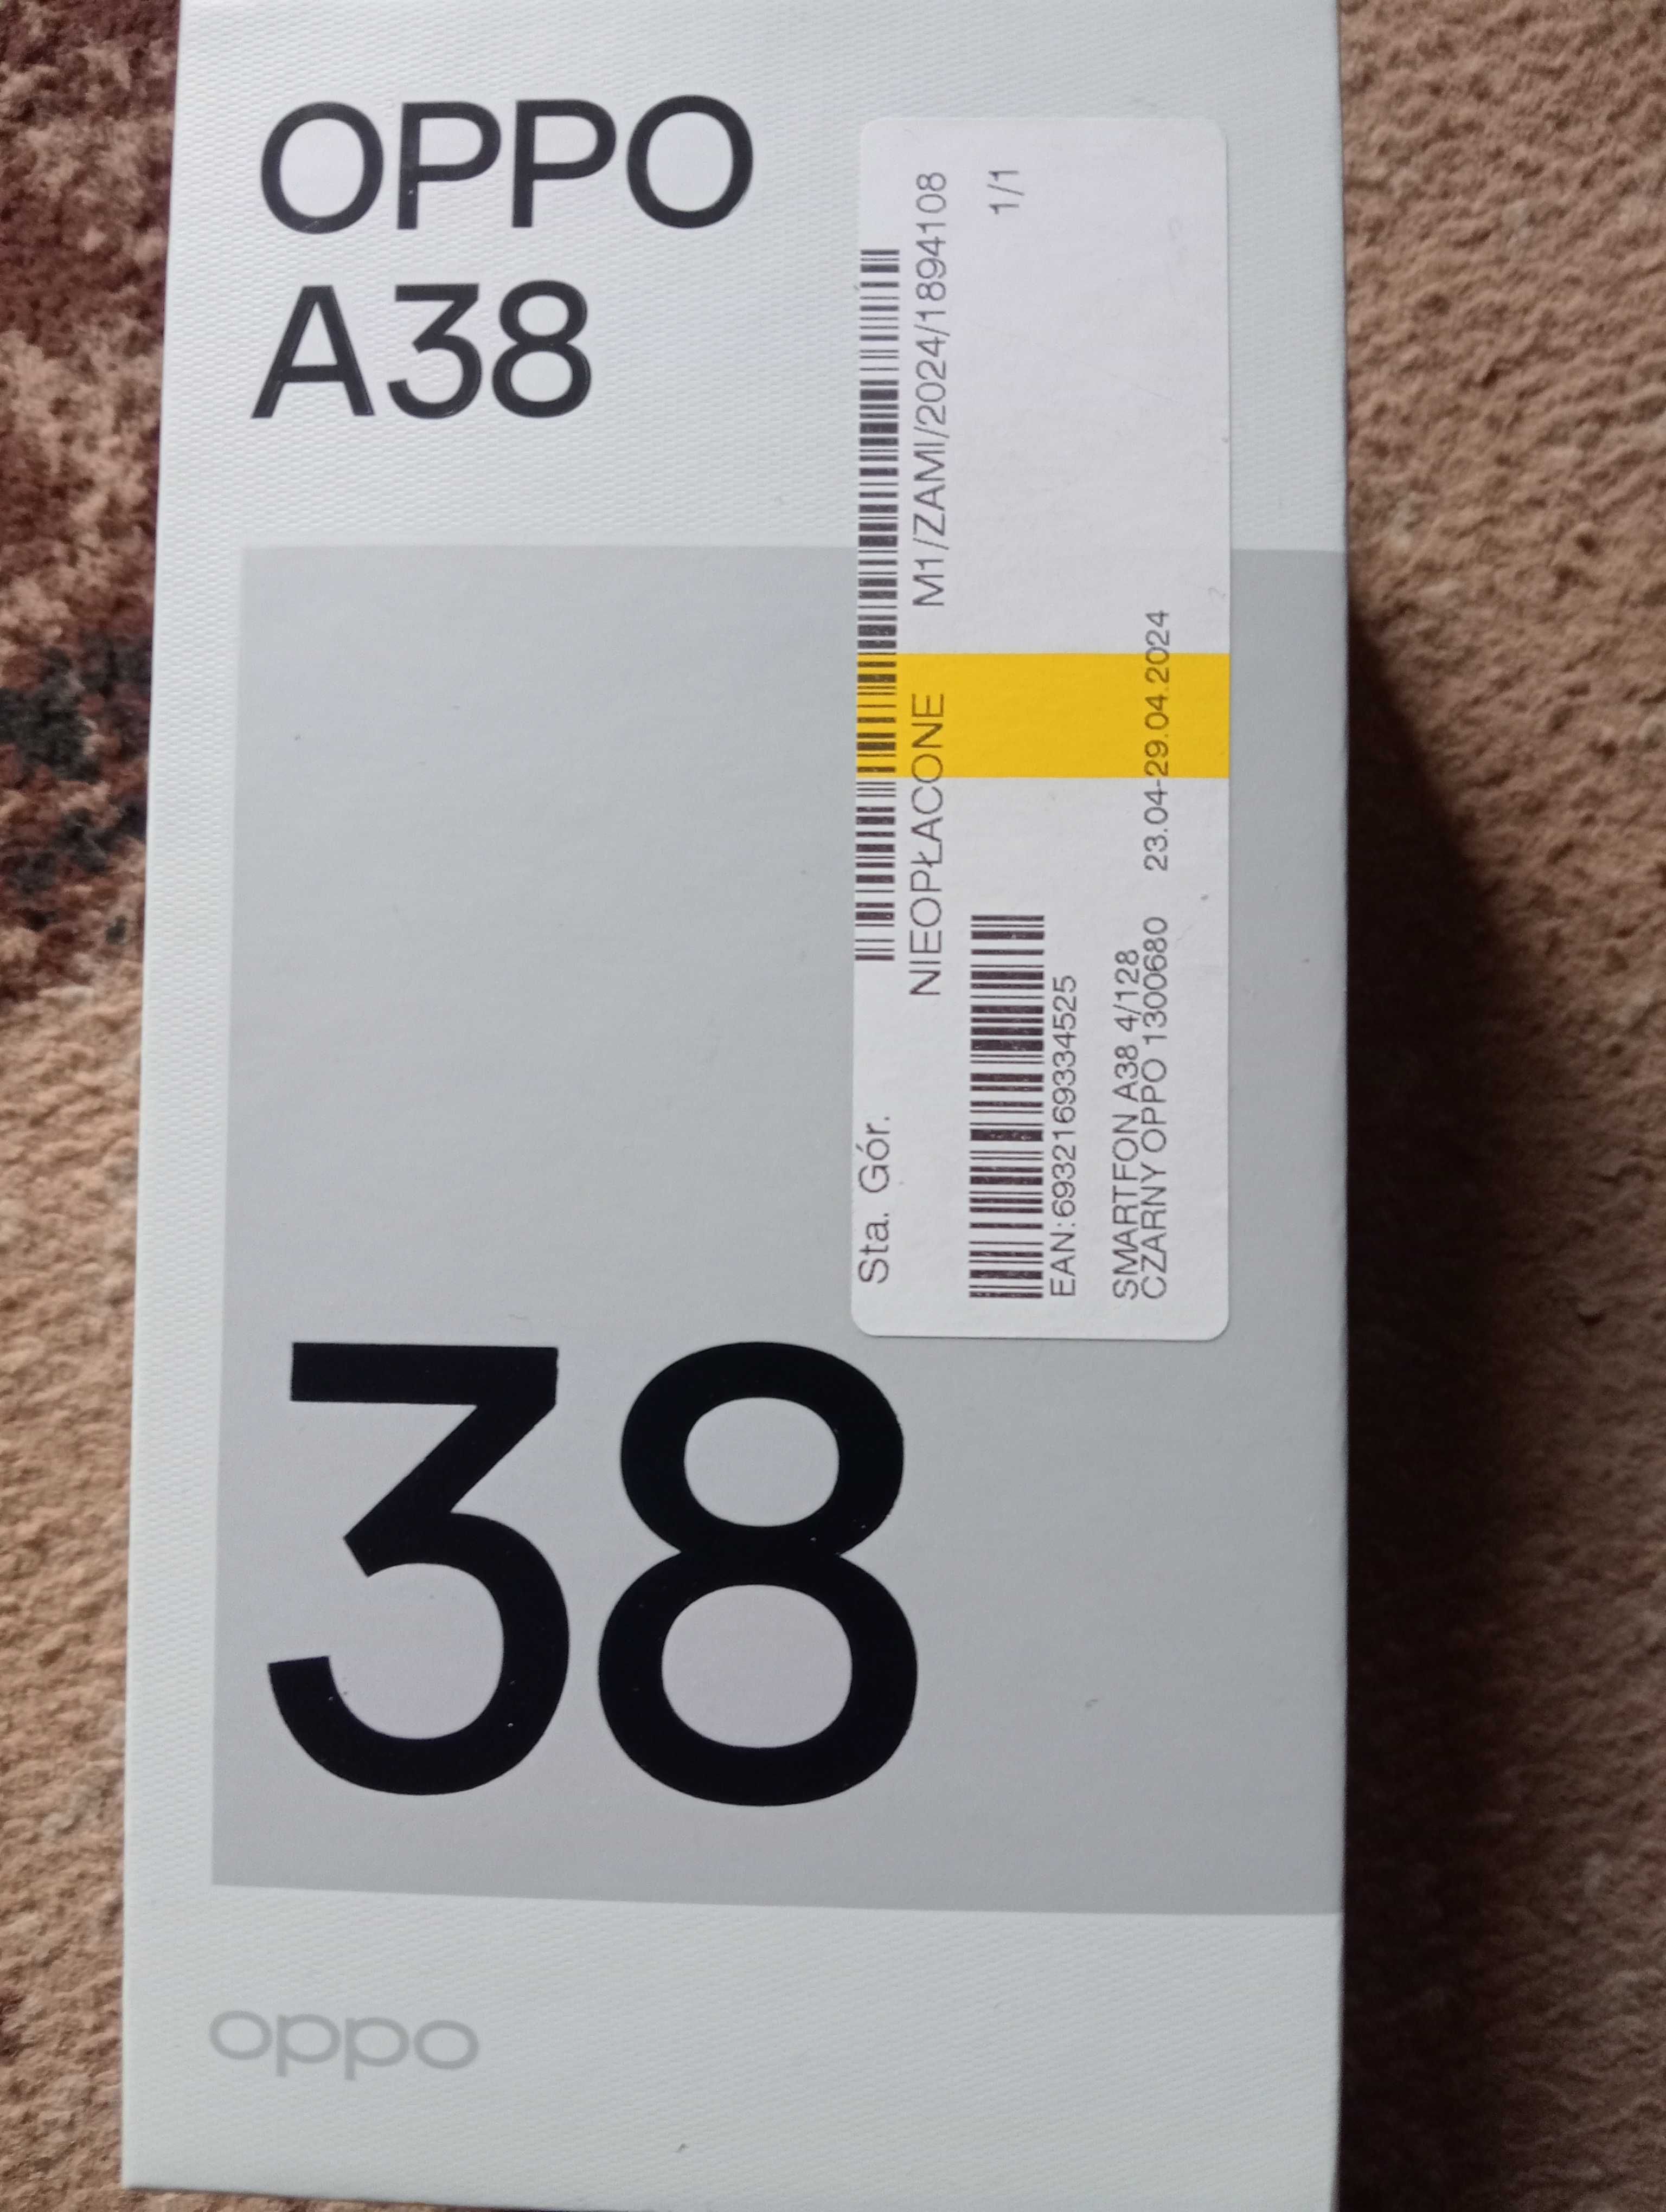 OPPO
A38
Sta. Gór.
NIEOPŁACONE M1/ZAMI/2024/1894108
1/1
EAN:6932169334525
SMARTFON A38 4/128
CZARNY OPPO 1300680 23.04-29.04.2024
38
oppo